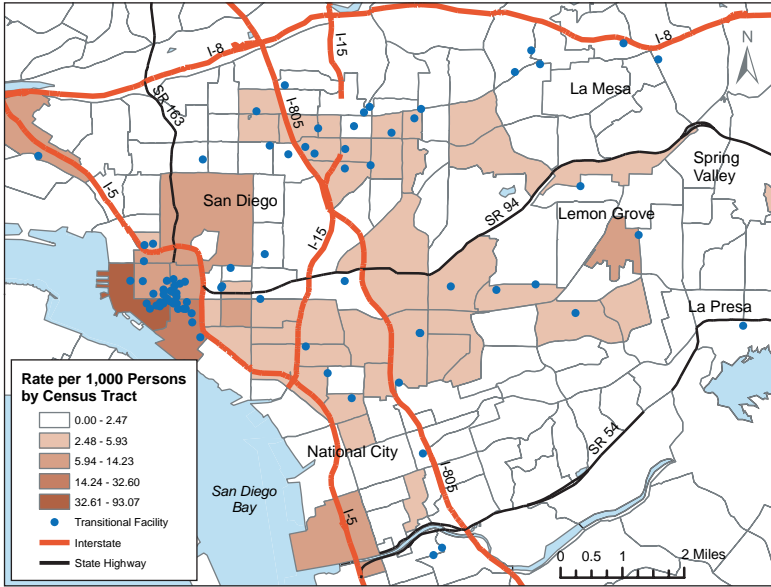 I-8
I-15
I-8
N
La Mesa
SR 163
I-805
Spring
Valley
I-5
San Diego
SR 94
Lemon Grove
I-15
La Presa
Rate per 1,000 Persons
by Census Tract
0.00 - 2.47
2.48 - 5.93
5.94 - 14.23
14.24 - 32.60
32.61 - 93.07
Transitional Facility
Interstate
State Highway
National City
SR 54
I-805
San Diego
Bay
I-5
0 0.5 1 2 Miles